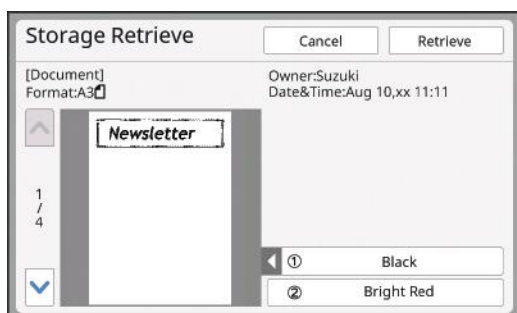 Storage Retrieve
Cancel
Retrieve
[Document]
Format:A3
Owner:Suzuki
Date&Time:Aug 10,xx 11:11
Newsletter
1
/
4
① Black
② Bright Red